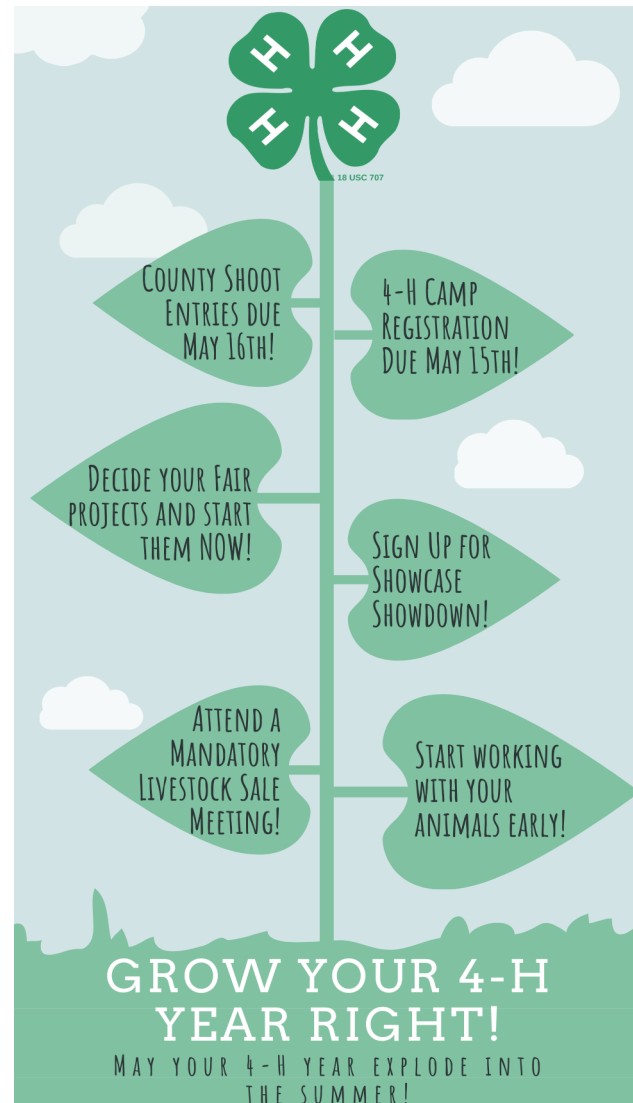 H H
H H
18 USC 707
County Shoot
Entries due
May 16th!
4-H Camp
Registration
Due May 15th!
Decide your Fair
projects and start
them NOW!
Sign Up for
Showcase
Showdown!
Attend a
Mandatory
Livestock Sale
Meeting!
Start working
with your
animals early!
GROW YOUR 4-H
YEAR RIGHT!
May your 4-H year explode into
the summer!